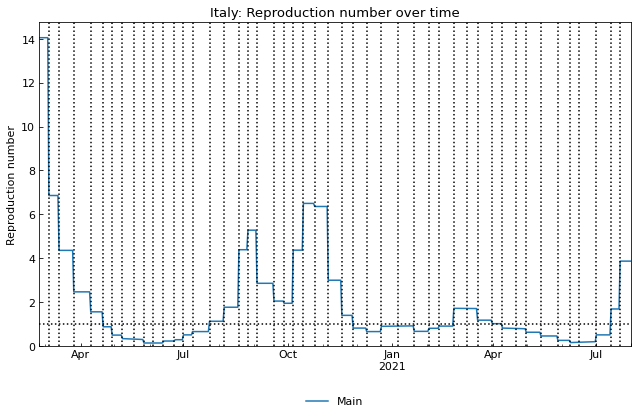 Italy: Reproduction number over time
Reproduction number
14
12
10
8
6
4
2
0
Apr
Jul
Oct
Jan
2021
Apr
Jul
Main